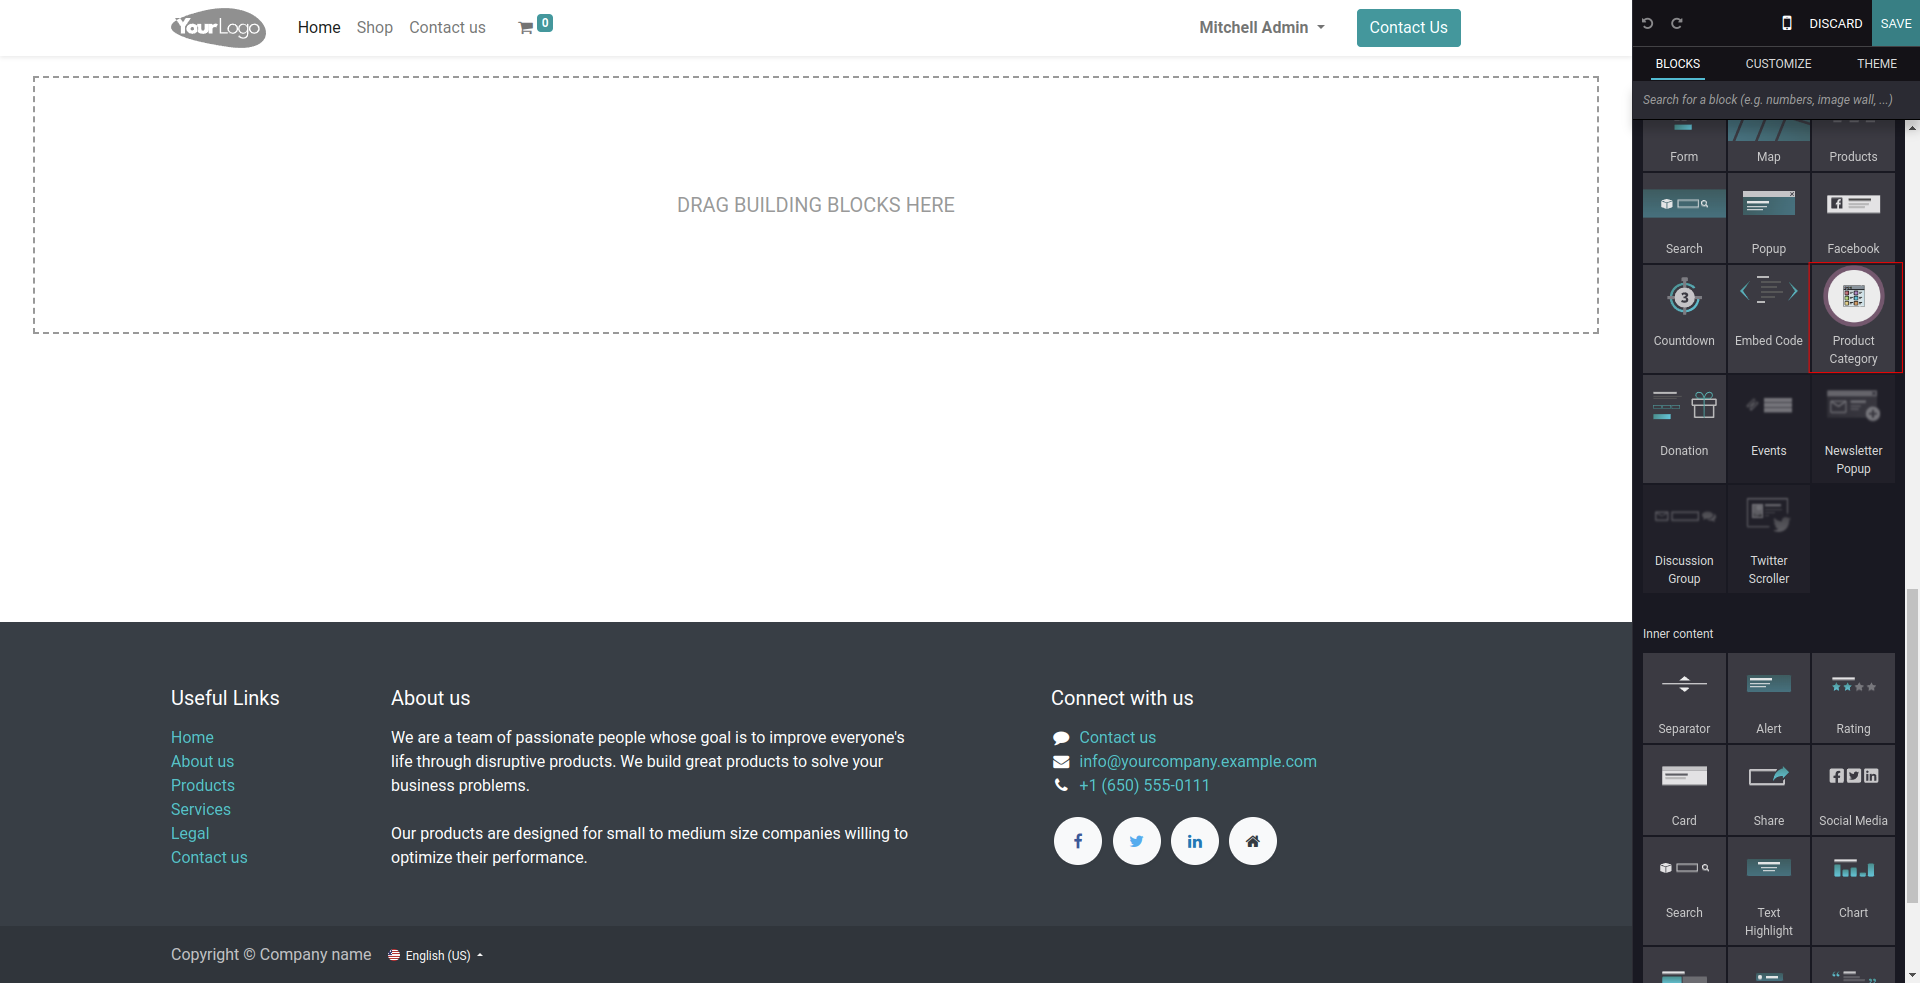 YourLogo
Home
Shop
Contact us
0
Mitchell Admin
Contact Us
DISCARD
SAVE
BLOCKS
CUSTOMIZE
THEME
Search for a block (e.g. numbers, image wall, ...)
DRAG BUILDING BLOCKS HERE
Form
Map
Products
Search
Popup
Facebook
3
Countdown
Embed Code
Product
Category
Donation
Events
Newsletter
Popup
Discussion
Group
Twitter
Scroller
Inner content
Separator
Alert
Rating
Card
Share
Social Media
Search
Text
Highlight
Chart
Useful Links
Home
About us
Products
Services
Legal
Contact us
About us
We are a team of passionate people whose goal is to improve everyone's
life through disruptive products. We build great products to solve your
business problems.
Our products are designed for small to medium size companies willing to
optimize their performance.
Connect with us
Contact us
info@yourcompany.example.com
+1 (650) 555-0111
Copyright © Company name
English (US)